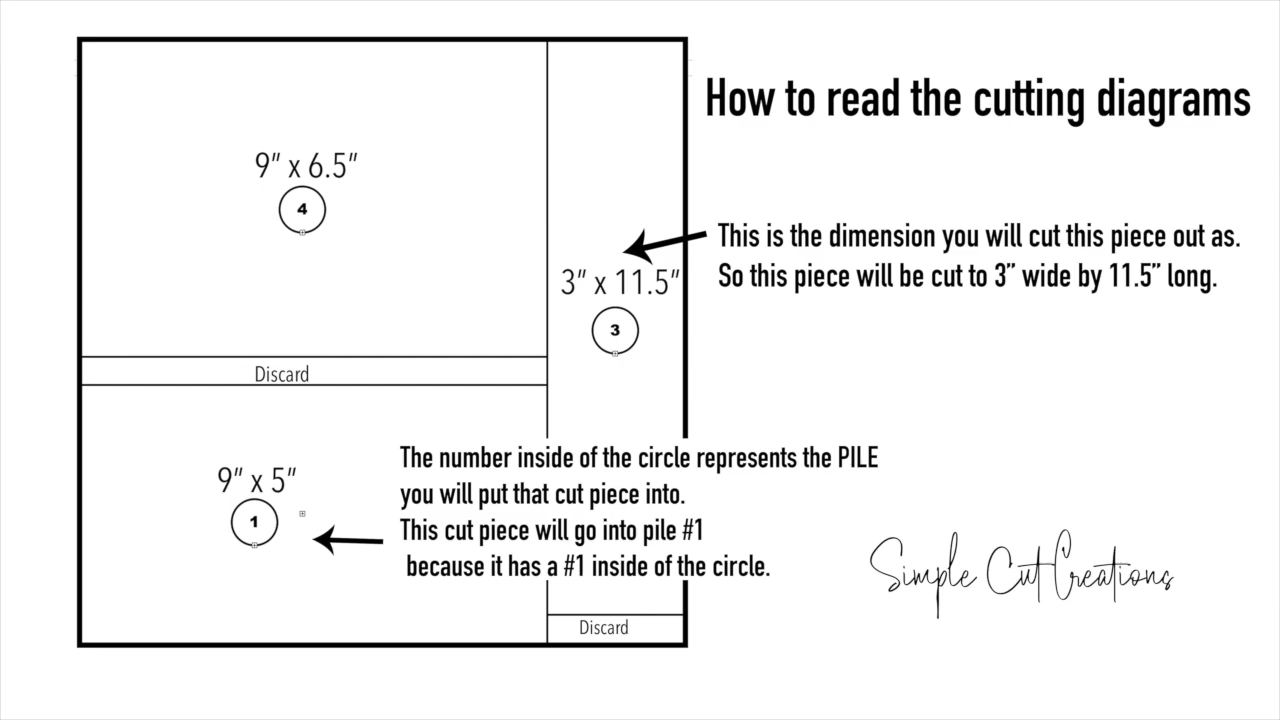 How to read the cutting diagrams
9” x 6.5”
4
This is the dimension you will cut this piece out as.
So this piece will be cut to 3” wide by 11.5” long.
3” x 11.5”
3
Discard
9” x 5”
1
The number inside of the circle represents the PILE
you will put that cut piece into.
This cut piece will go into pile #1
because it has a #1 inside of the circle.
Simple Cut Creations
Discard